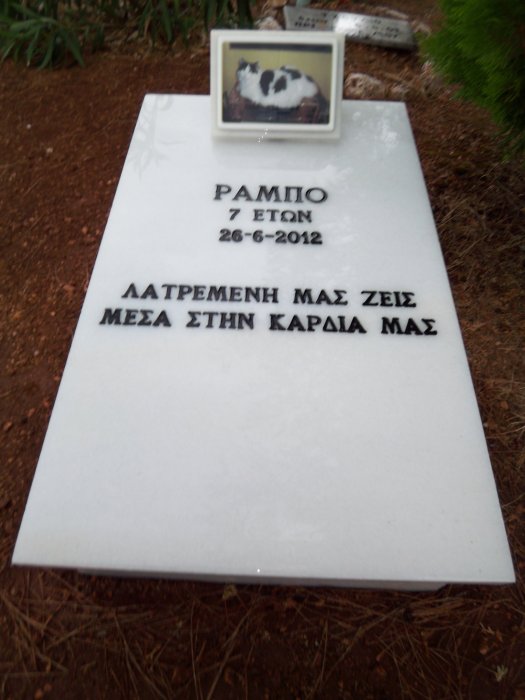 ΡΑΜΠΟ
7 ΕΤΩΝ
26-6-2012
ΛΑΤΡΕΜΕΝΗ ΜΑΣ ΖΕΙΣ
ΜΕΣΑ ΣΤΗΝ ΚΑΡΔΙΑ ΜΑΣ